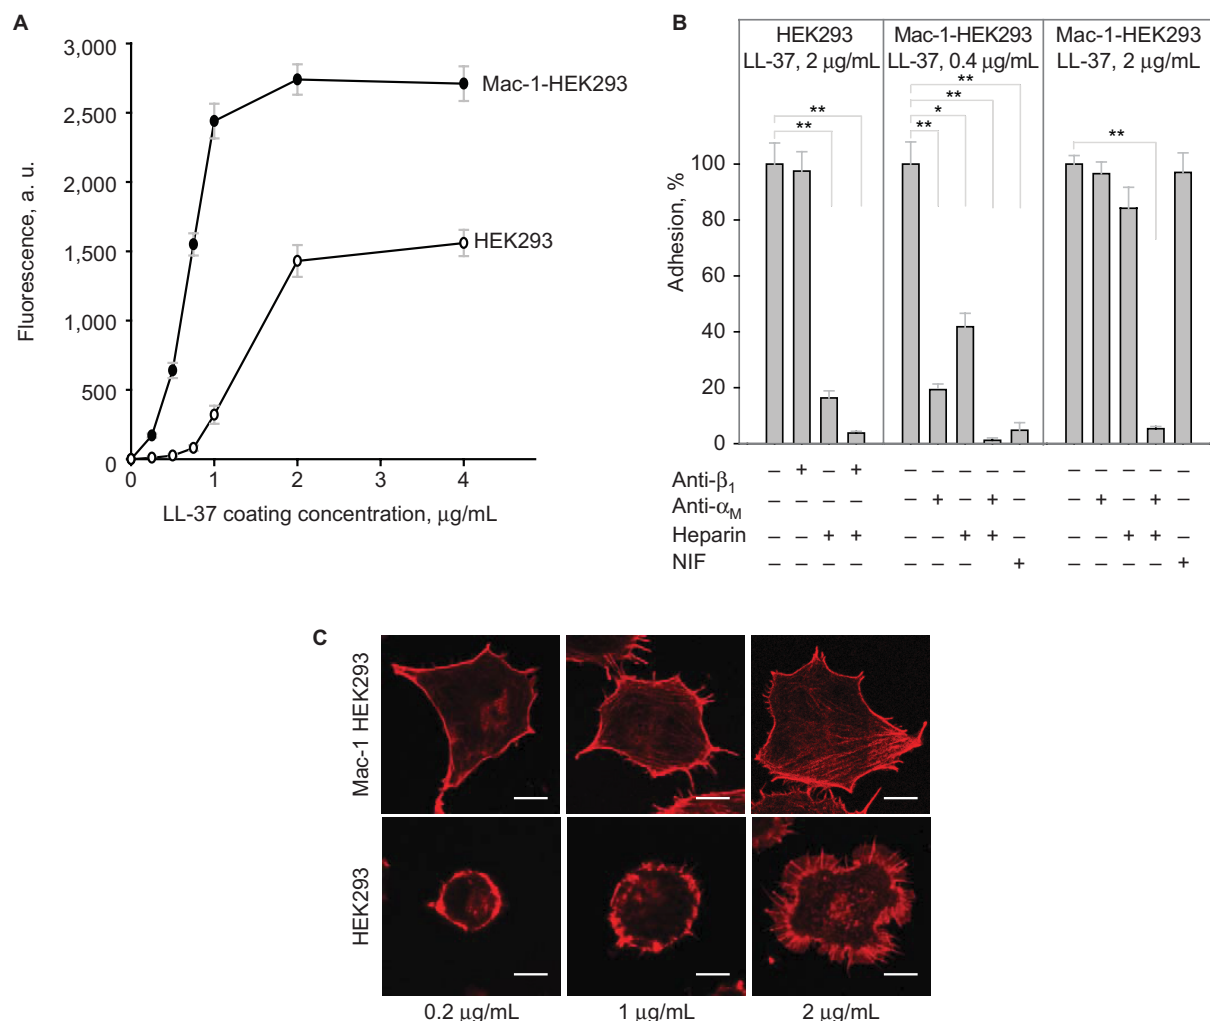 A
3,000
2,500
2,000
1,500
1,000
500
0
Fluorescence, a. u.
Mac-1-HEK293
HEK293
0 1 2 3 4
LL-37 coating concentration, μg/mL
B
HEK293
LL-37, 2 μg/mL
Mac-1-HEK293
LL-37, 0.4 μg/mL
Mac-1-HEK293
LL-37, 2 μg/mL
**
**
**
**
*
**
**
Adhesion, %
100
80
60
40
20
0
Anti-β1 – + – + – – – – – – – – – –
Anti-αM – – – – – + – + – – + – + –
Heparin – – + + – – + + – – – + + –
NIF – – – – – – – – + – – – – +
C
Mac-1 HEK293
HEK293
0.2 μg/mL
1 μg/mL
2 μg/mL